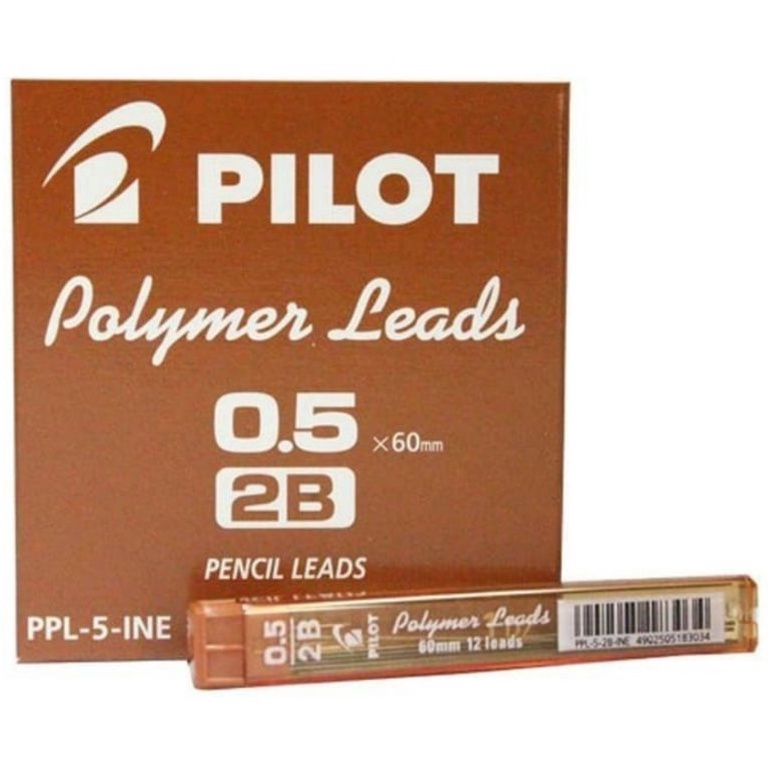 PILOT
Polymer Leads
0.5 ×60mm
2B
PENCIL LEADS
PPL-5-INE
0.5
2B
PILOT
Polymer Leads
60mm 12 leads
PPL-5-2B-INE 4902505183034